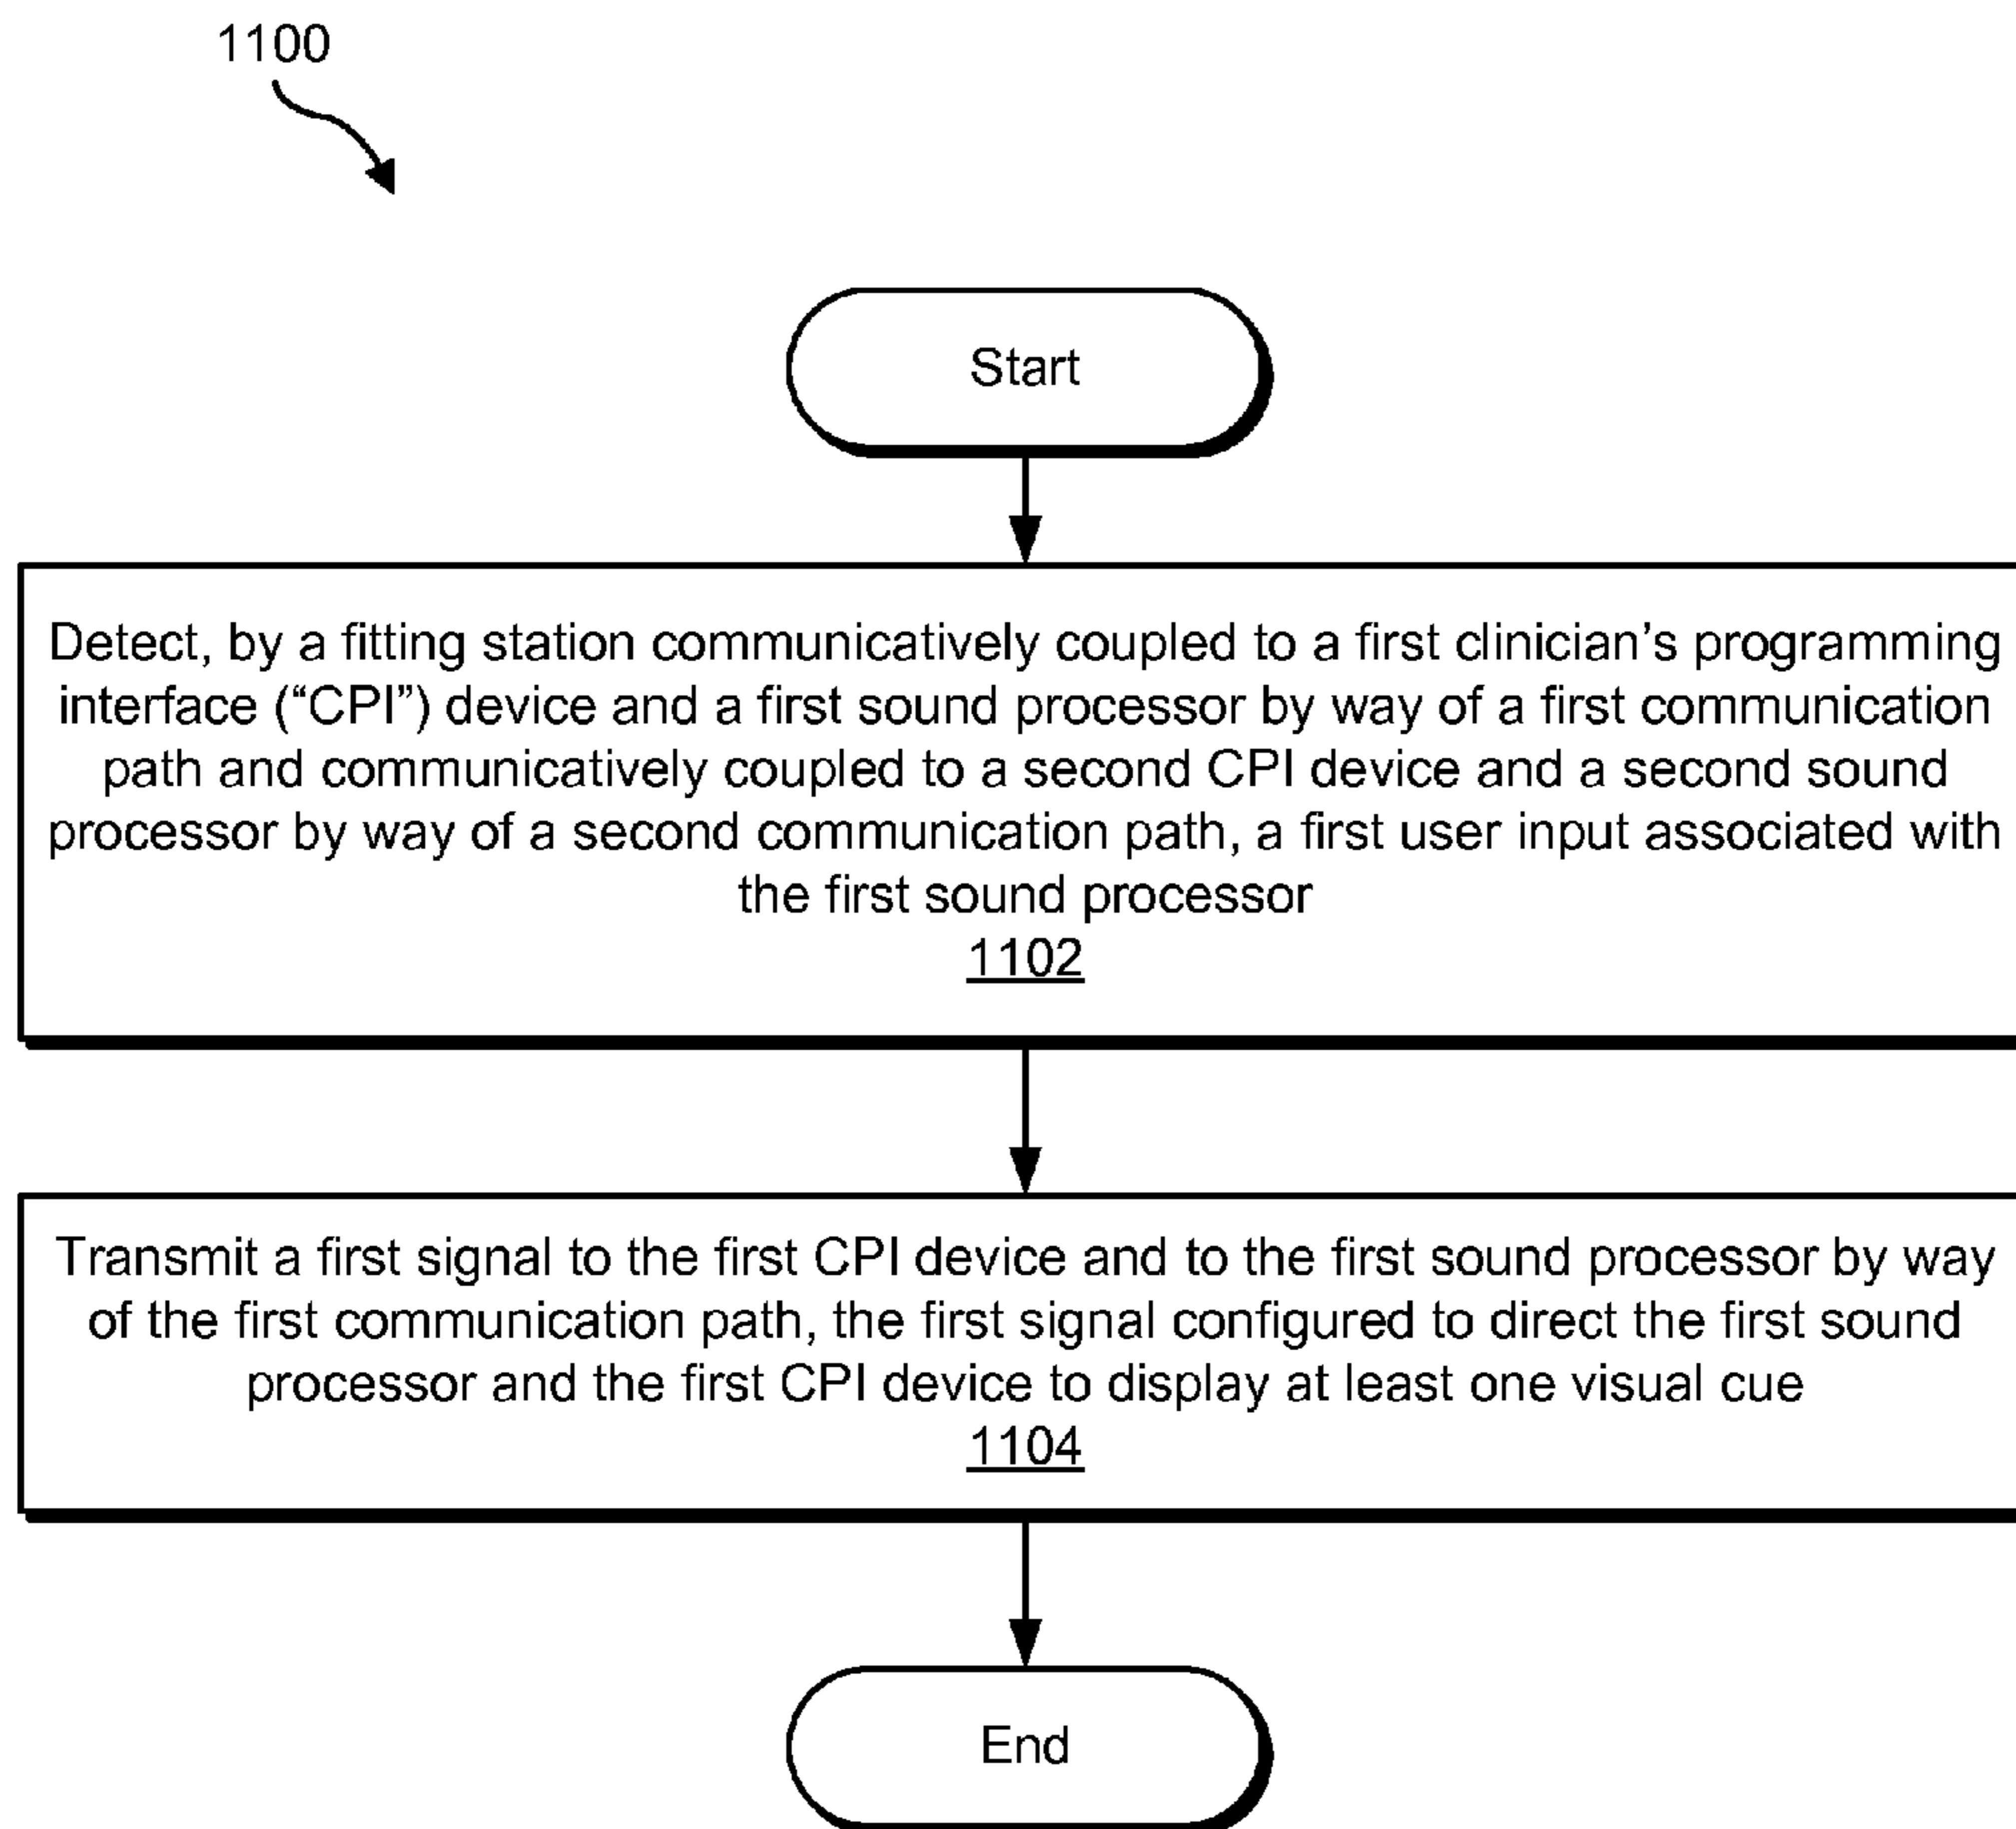 1100
Start
Detect, by a fitting station communicatively coupled to a first clinician’s programming
interface (“CPI”) device and a first sound processor by way of a first communication
path and communicatively coupled to a second CPI device and a second sound
processor by way of a second communication path, a first user input associated with
the first sound processor
1102
Transmit a first signal to the first CPI device and to the first sound processor by way
of the first communication path, the first signal configured to direct the first sound
processor and the first CPI device to display at least one visual cue
1104
End